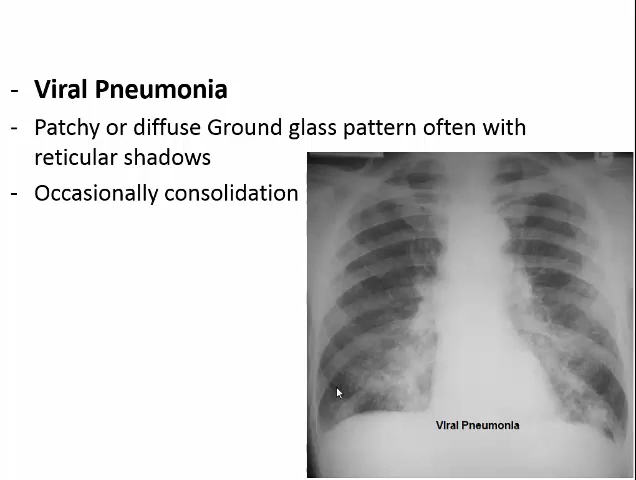 - Viral Pneumonia
- Patchy or diffuse Ground glass pattern often with
reticular shadows
- Occasionally consolidation
Viral Pneumonia